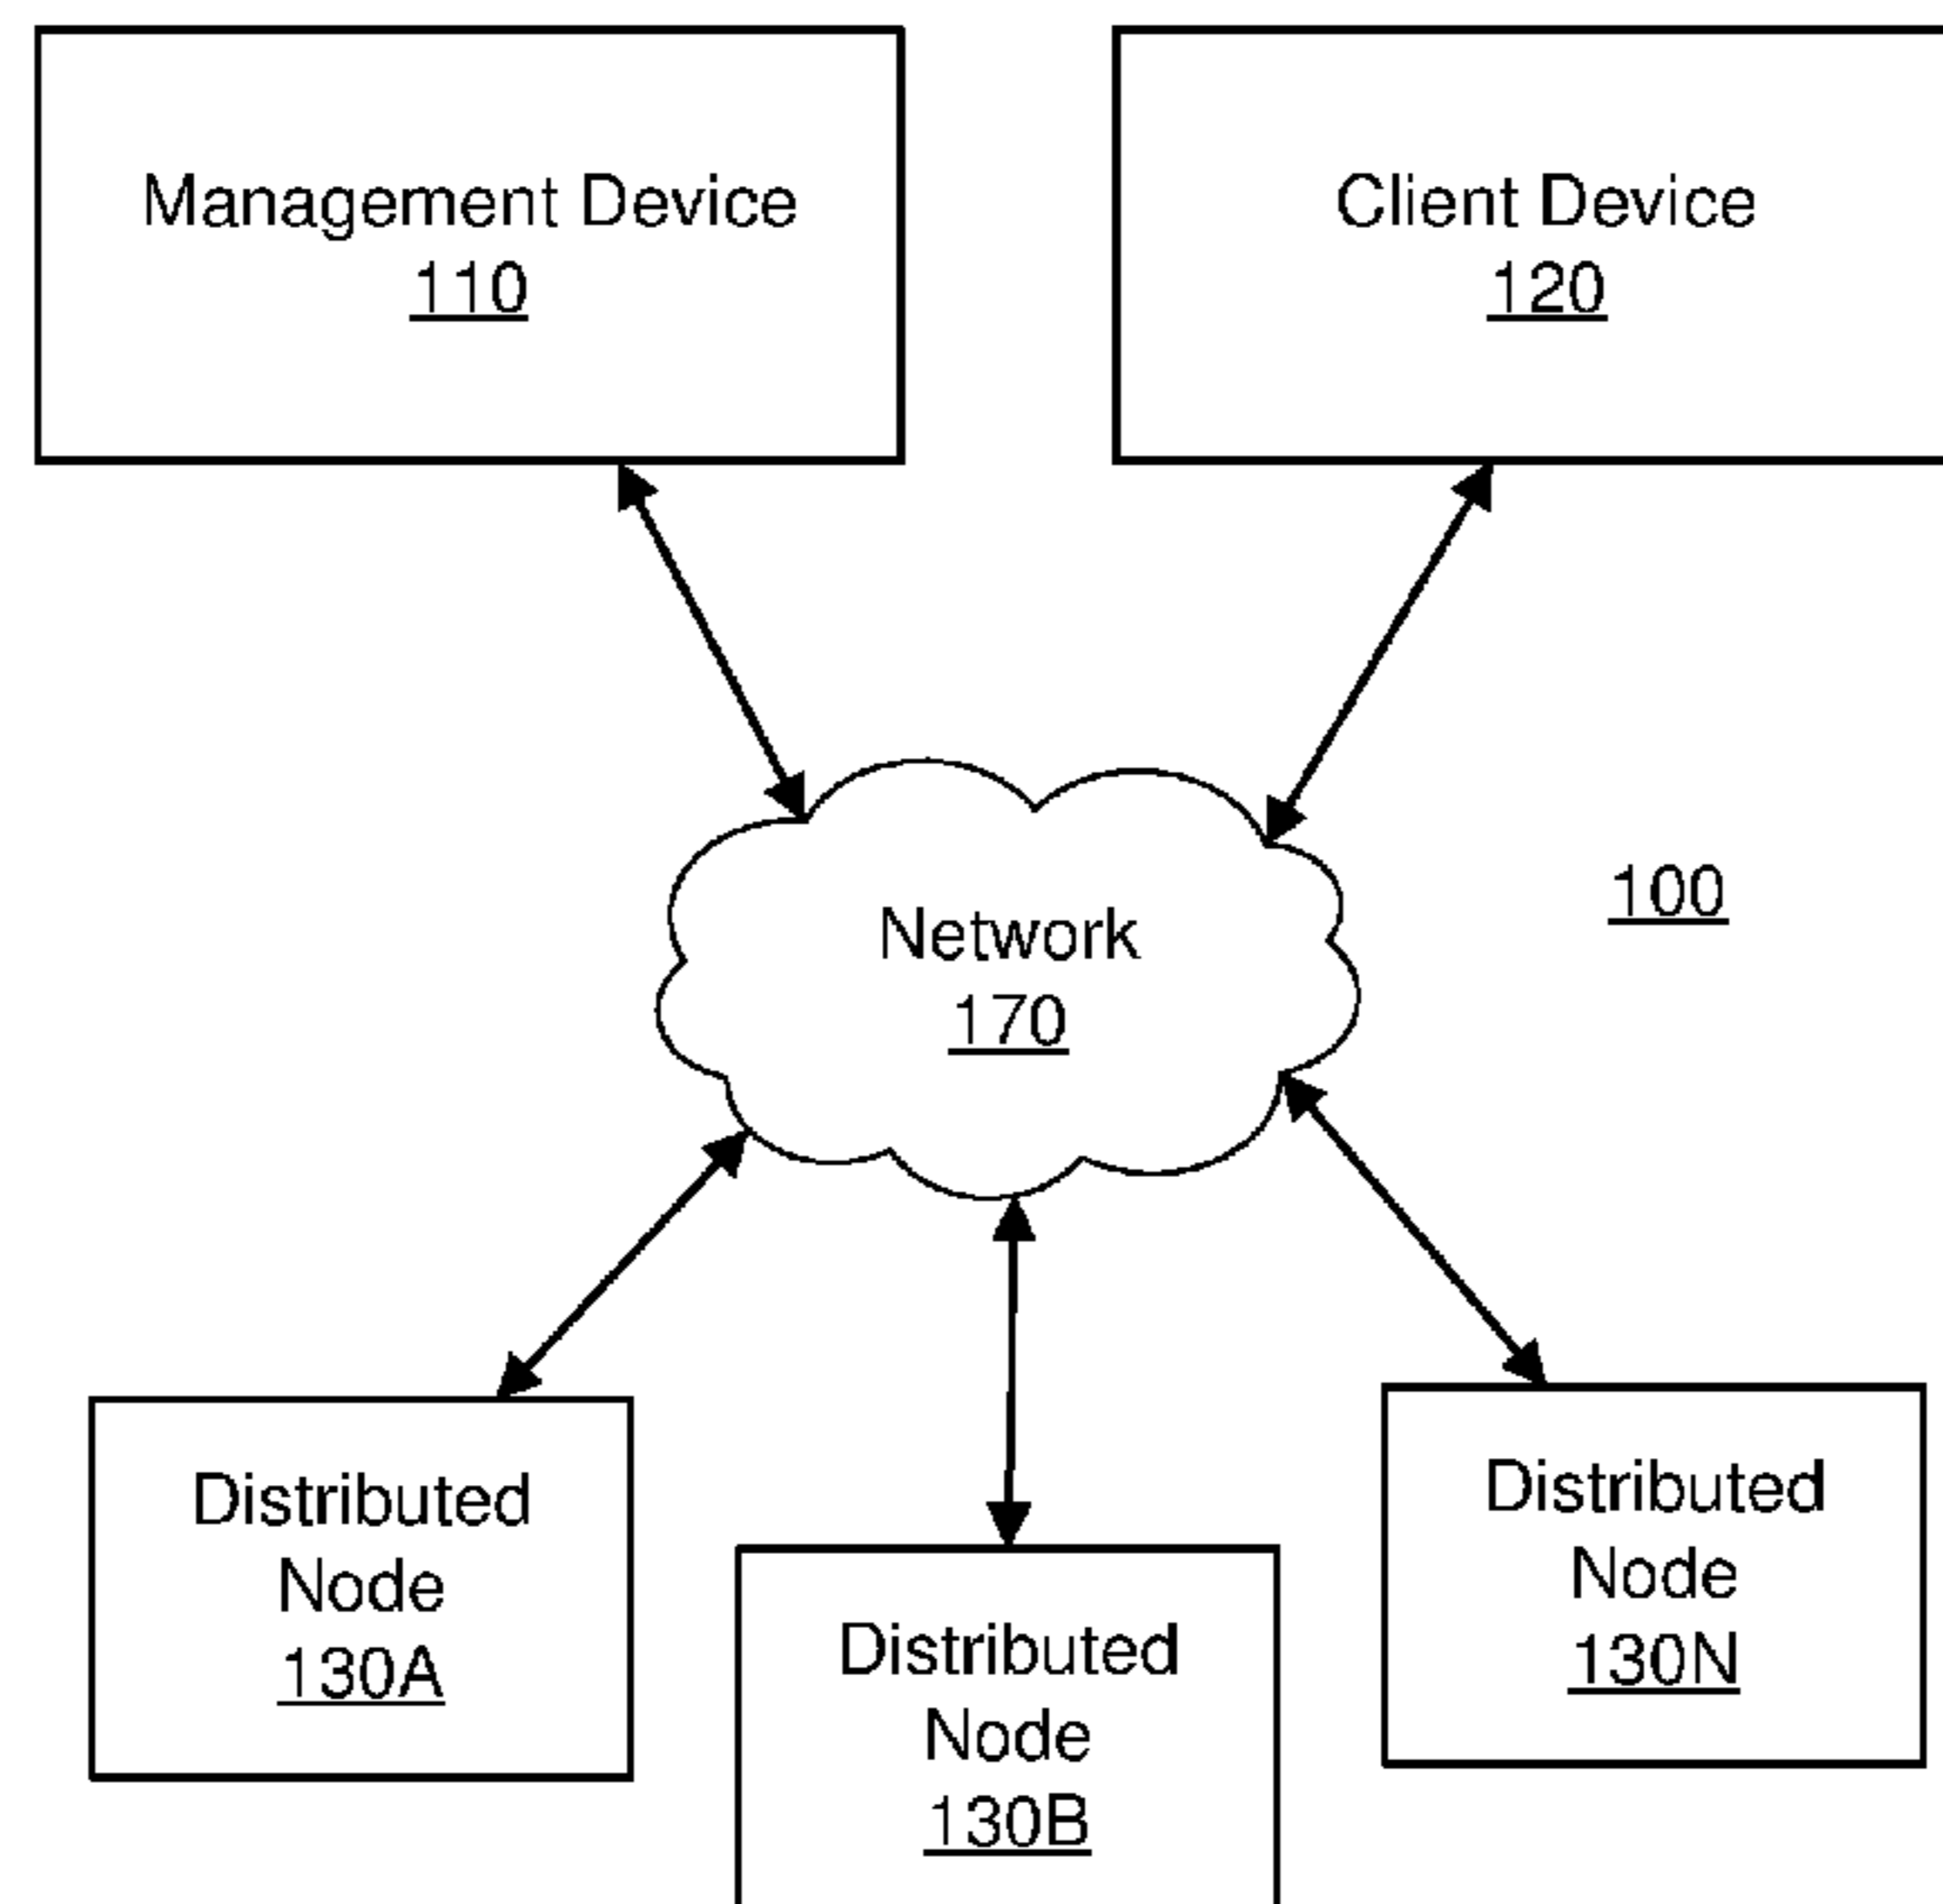 Management Device
110
Client Device
120
100
Network
170
Distributed
Node
130A
Distributed
Node
130B
Distributed
Node
130N